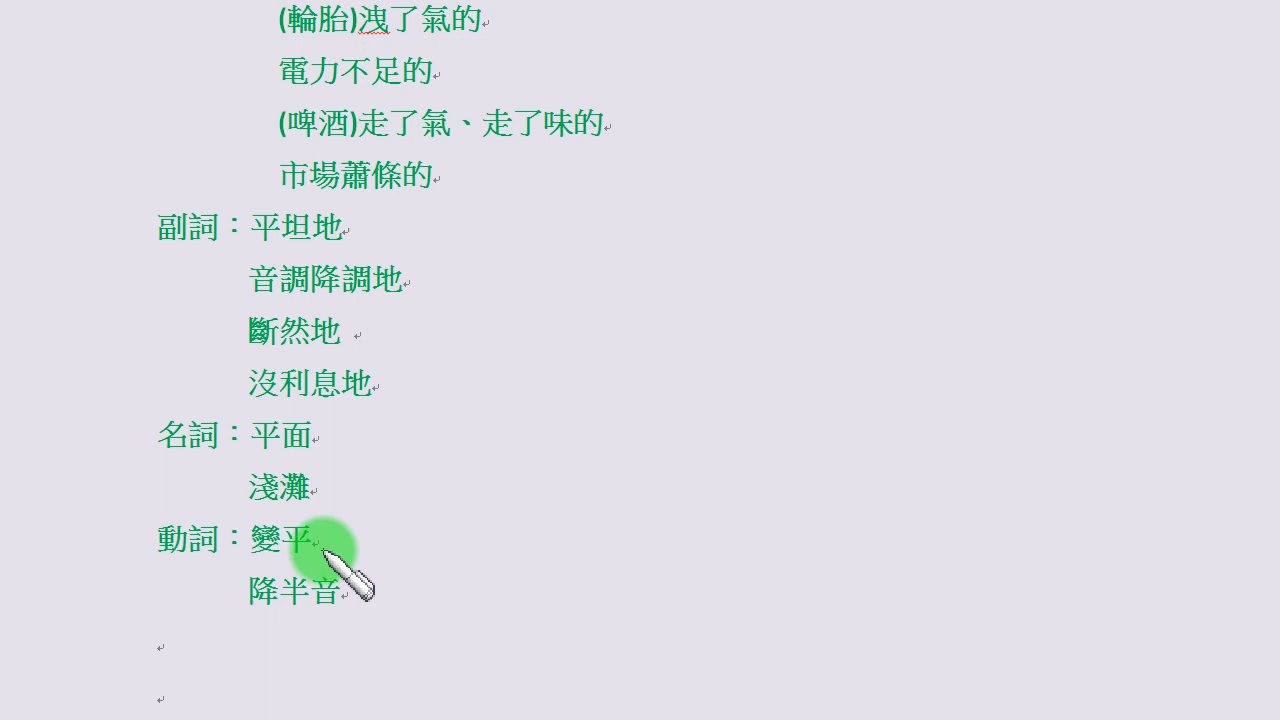 (輪胎)洩了氣的
電力不足的
(啤酒)走了氣、走了味的
市場蕭條的
副詞：平坦地
音調降調地
斷然地
沒利息地
名詞：平面
淺灘
動詞：變平
降半音